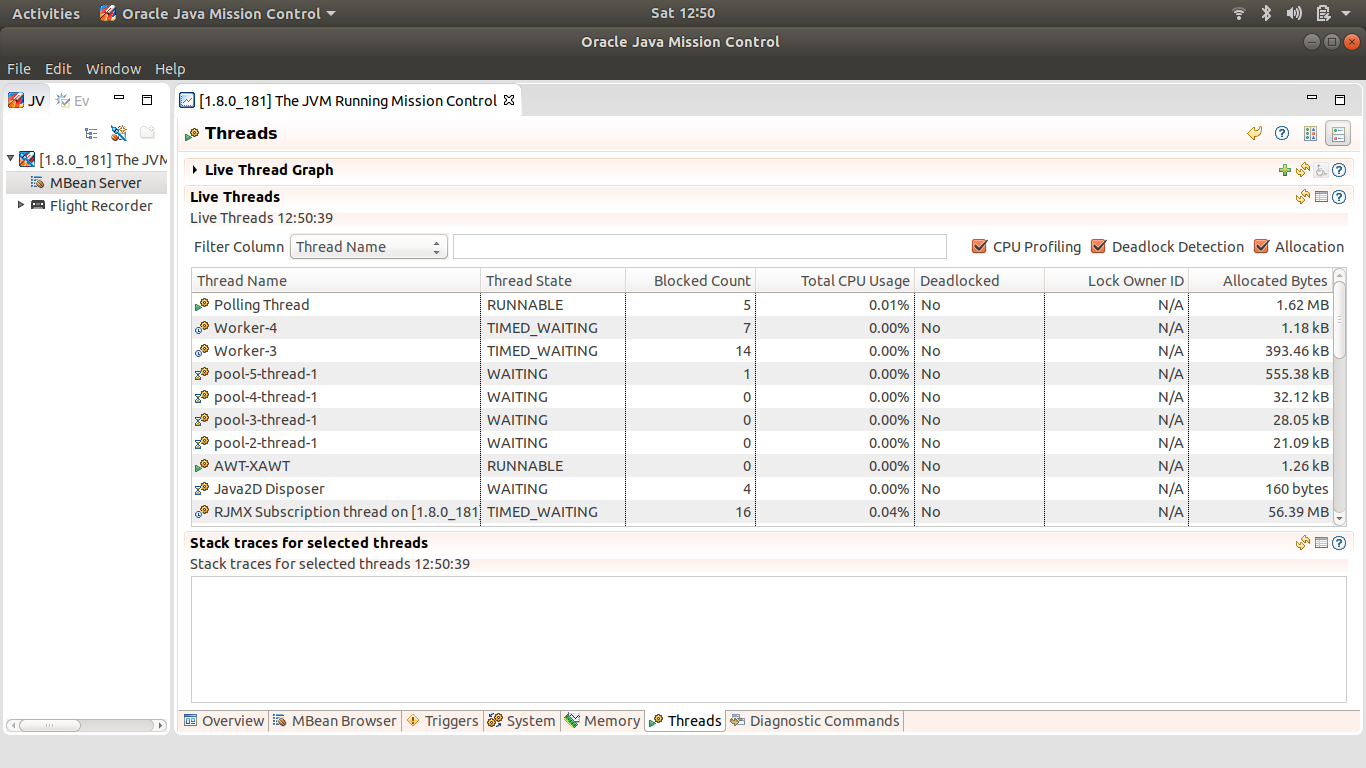 Activities Oracle Java Mission Control Sat 12:50
Oracle Java Mission Control
File Edit Window Help
JV Ev [1.8.0_181] The JVM Running Mission Control
Threads
[1.8.0_181] The JVM
MBean Server
Flight Recorder
Live Thread Graph
Live Threads
Live Threads 12:50:39
Filter Column Thread Name CPU Profiling Deadlock Detection Allocation
Thread Name Thread State Blocked Count Total CPU Usage Deadlocked Lock Owner ID Allocated Bytes
Polling Thread RUNNABLE 5 0.01% No N/A 1.62 MB
Worker-4 TIMED_WAITING 7 0.00% No N/A 1.18 kB
Worker-3 TIMED_WAITING 14 0.00% No N/A 393.46 kB
pool-5-thread-1 WAITING 1 0.00% No N/A 555.38 kB
pool-4-thread-1 WAITING 0 0.00% No N/A 32.12 kB
pool-3-thread-1 WAITING 0 0.00% No N/A 28.05 kB
pool-2-thread-1 WAITING 0 0.00% No N/A 21.09 kB
AWT-XAWT RUNNABLE 0 0.00% No N/A 1.26 kB
Java2D Disposer WAITING 4 0.00% No N/A 160 bytes
RJMX Subscription thread on [1.8.0_181 TIMED_WAITING 16 0.04% No N/A 56.39 MB
Stack traces for selected threads
Stack traces for selected threads 12:50:39
Overview MBean Browser Triggers System Memory Threads Diagnostic Commands